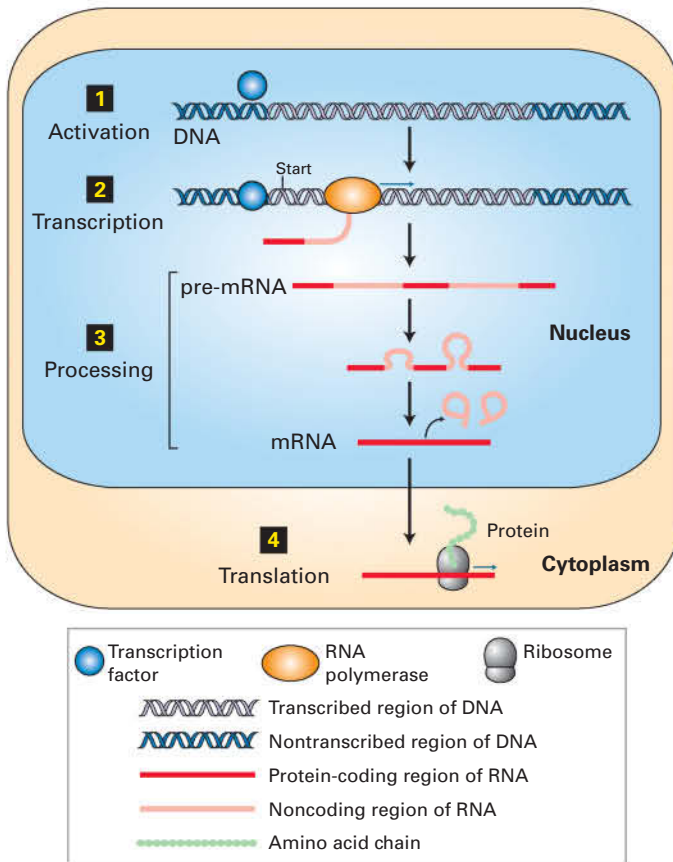 1
Activation
DNA
2
Transcription
Start
pre-mRNA
3
Processing
Nucleus
mRNA
4
Translation
Protein
Cytoplasm
Transcription
factor
RNA
polymerase
Ribosome
Transcribed region of DNA
Nontranscribed region of DNA
Protein-coding region of RNA
Noncoding region of RNA
Amino acid chain